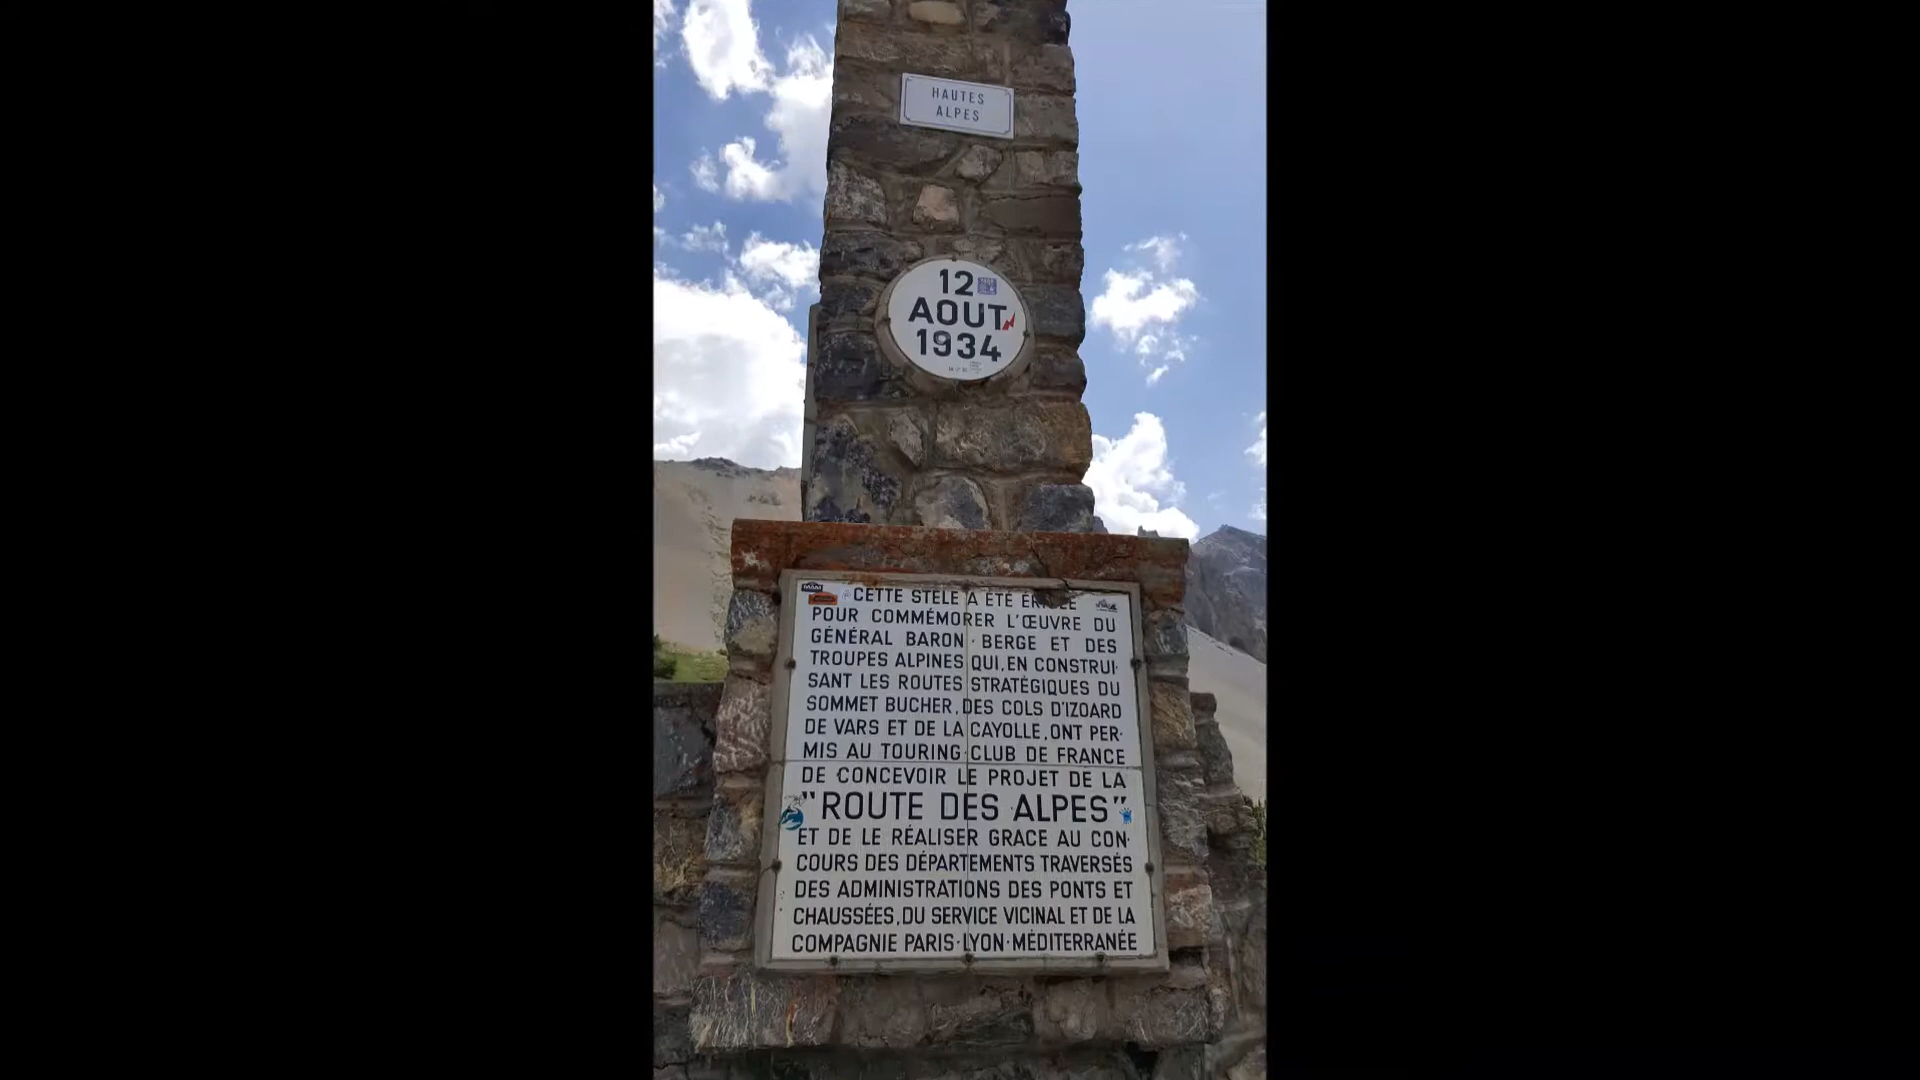 HAUTES
ALPES
12
AOUT
1934
CETTE STELE A ÉTÉ ÉRIGÉE
POUR COMMÉMORER L'ŒUVRE DU
GÉNÉRAL BARON·BERGE ET DES
TROUPES ALPINES QUI, EN CONSTRUI·
SANT LES ROUTES STRATÉGIQUES DU
SOMMET BUCHER, DES COLS D'IZOARD
DE VARS ET DE LA CAYOLLE, ONT PER·
MIS AU TOURING·CLUB DE FRANCE
DE CONCEVOIR LE PROJET DE LA
"ROUTE DES ALPES"
ET DE LE RÉALISER GRACE AU CON·
COURS DES DÉPARTEMENTS TRAVERSÉS
DES ADMINISTRATIONS DES PONTS ET
CHAUSSÉES, DU SERVICE VICINAL ET DE LA
COMPAGNIE PARIS·LYON·MÉDITERRANÉE